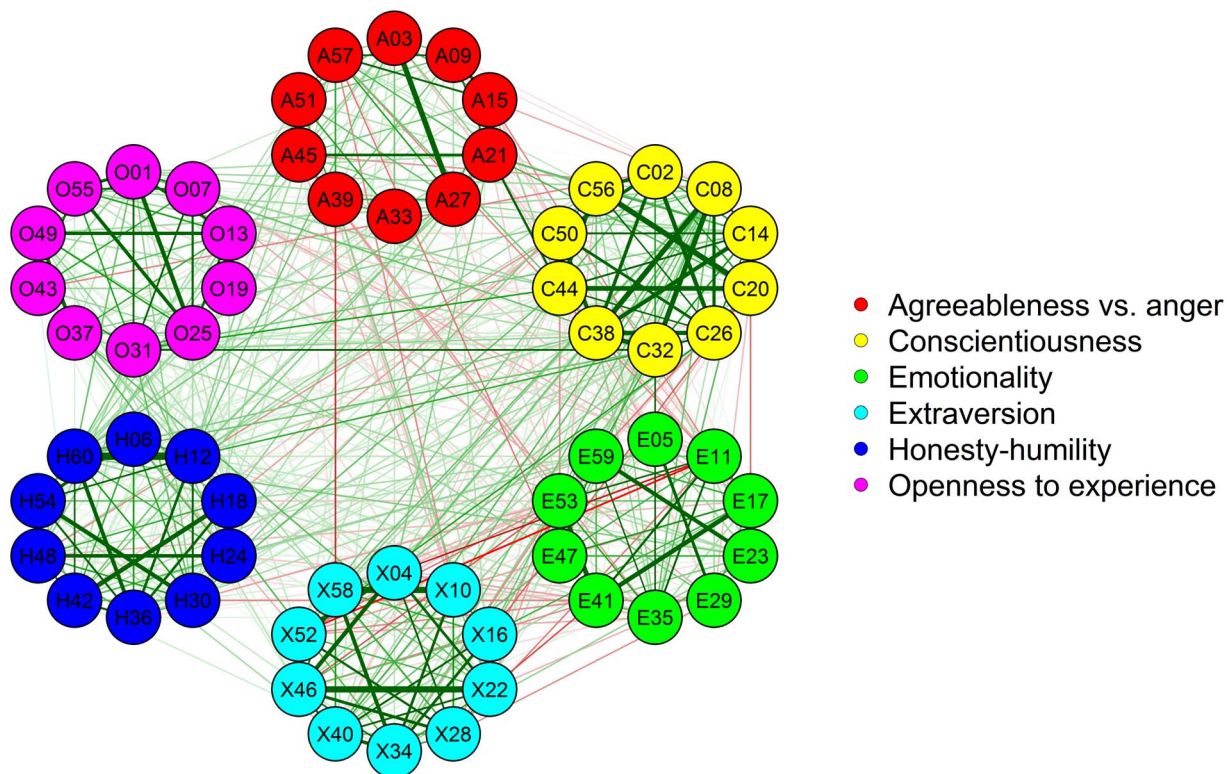 A03
A57
A09
A51
A15
A45
A21
A39
A27
A33
O01
O55
O07
O49
O13
O43
O19
O37
O25
O31
C02
C56
C08
C50
C14
C44
C20
C38
C26
C32
H06
H60
H12
H54
H18
H48
H24
H42
H30
H36
X04
X58
X10
X52
X16
X46
X22
X40
X28
X34
E05
E59
E11
E53
E17
E47
E23
E41
E29
E35
Agreeableness vs. anger
Conscientiousness
Emotionality
Extraversion
Honesty-humility
Openness to experience